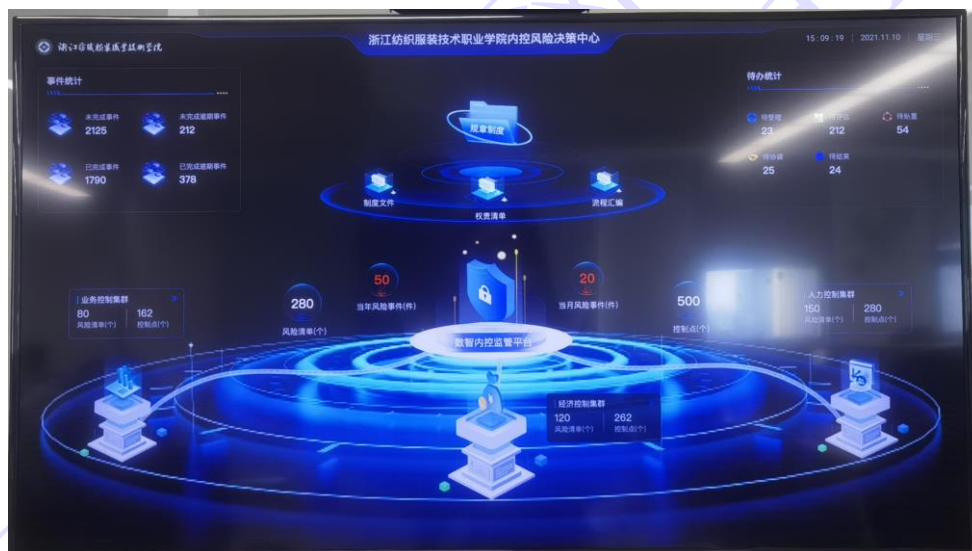 浙江纺织服装技术职业学院内控风险决策中心
浙江纺织服装职业技术学院
15:09:19 2021.11.10 星期三
事件统计
未完成事件 未完成逾期事件
2125 212
已完成事件 已完成逾期事件
1790 378
待办统计
待受理 待评估 待处置
23 212 54
待协调 待结束
25 24
规章制度
制度文件 权责清单 流程汇编
280
风险清单(个)
50
当年风险事件(件)
20
当月风险事件(件)
500
控制点(个)
数智内控监管平台
业务控制集群
80 162
风险清单(个) 控制点(个)
人力控制集群
150 280
风险清单(个) 控制点(个)
经济控制集群
120 262
风险清单(个) 控制点(个)